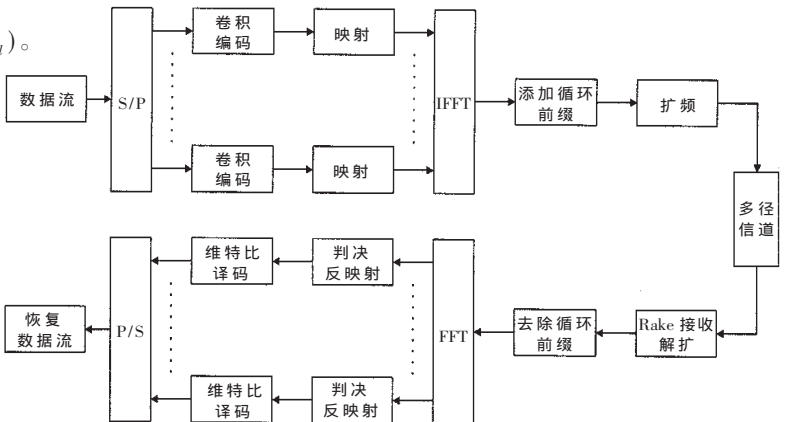 )。
卷积
编码
映射
数据流
S/P
IFFT
添加循环
前缀
扩频
卷积
编码
映射
多径
信道
维特比
译码
判决
反映射
恢复
数据流
P/S
FFT
去除循环
前缀
Rake 接收
解扩
维特比
译码
判决
反映射